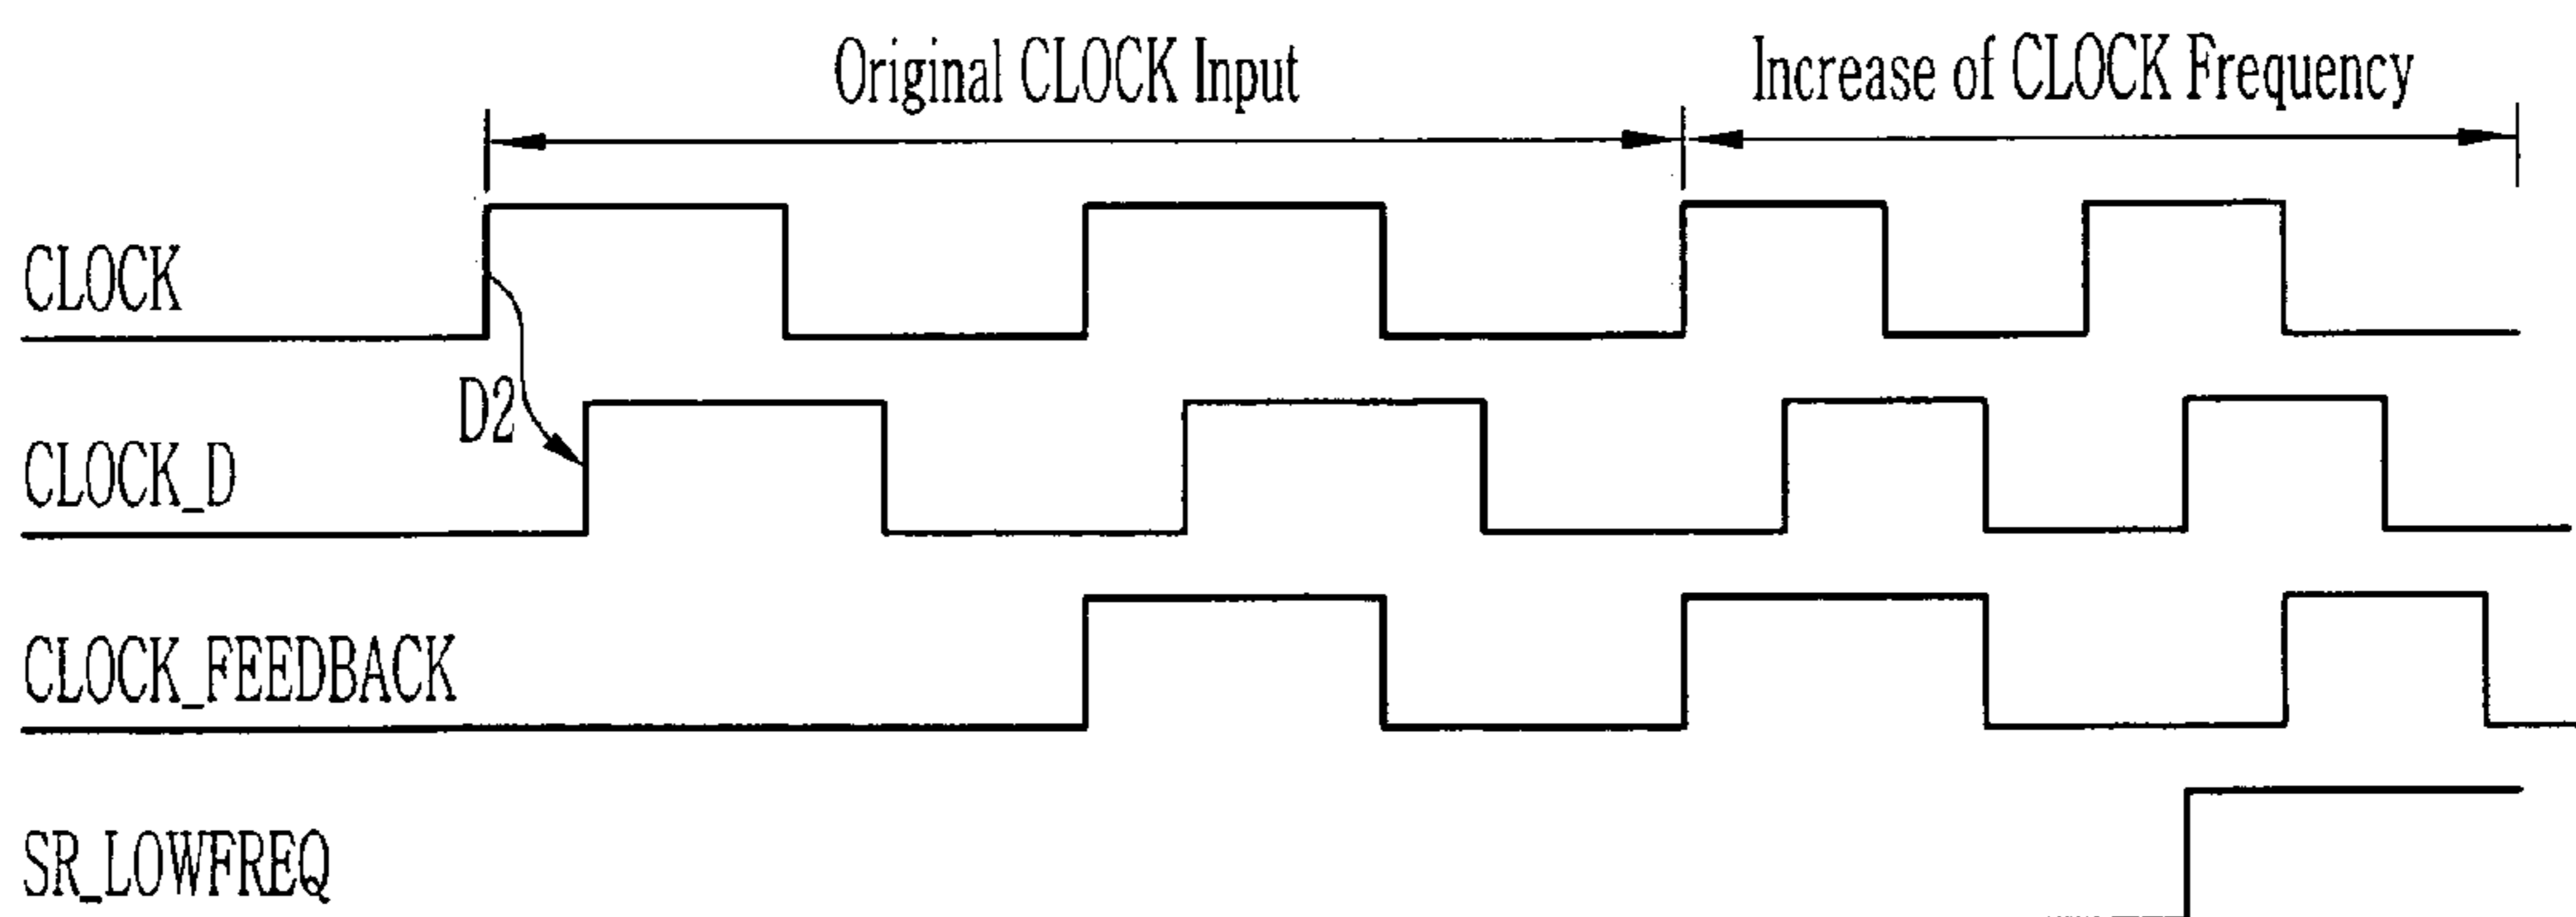 Original CLOCK Input
Increase of CLOCK Frequency
CLOCK
D2
CLOCK_D
CLOCK_FEEDBACK
SR_LOWFREQ